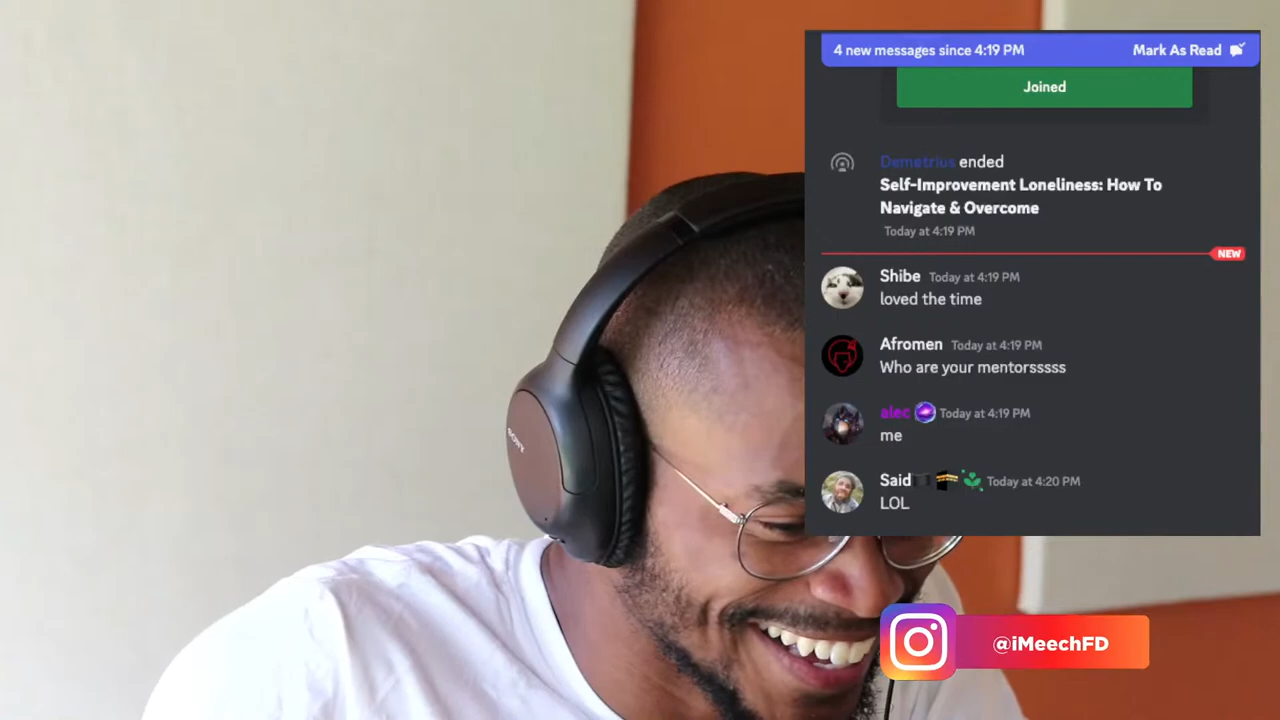 4 new messages since 4:19 PM Mark As Read
Joined
Demetrius ended
Self-Improvement Loneliness: How To
Navigate & Overcome
Today at 4:19 PM
NEW
Shibe Today at 4:19 PM
loved the time
Afromen Today at 4:19 PM
Who are your mentorsssss
alec Today at 4:19 PM
me
Said Today at 4:20 PM
LOL
SONY
@iMeechFD